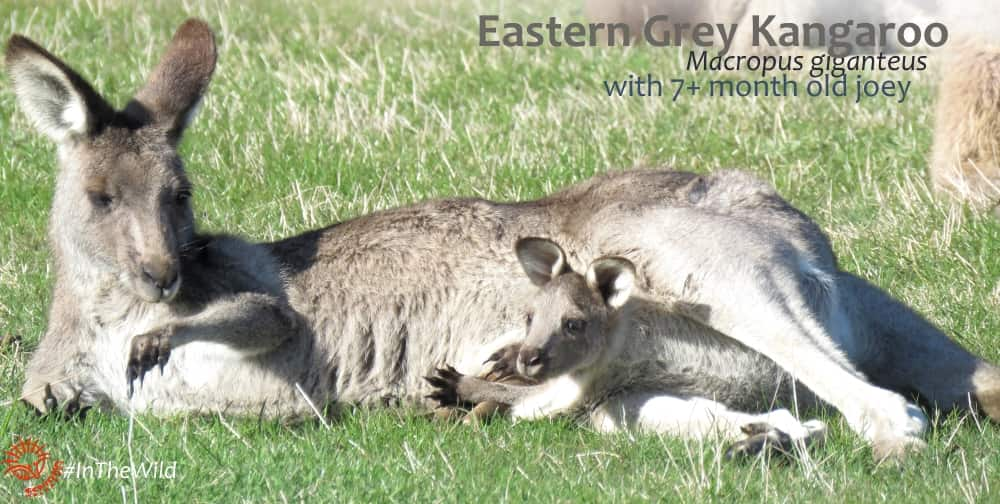 Eastern Grey Kangaroo
Macropus giganteus
with 7+ month old joey
#InTheWild